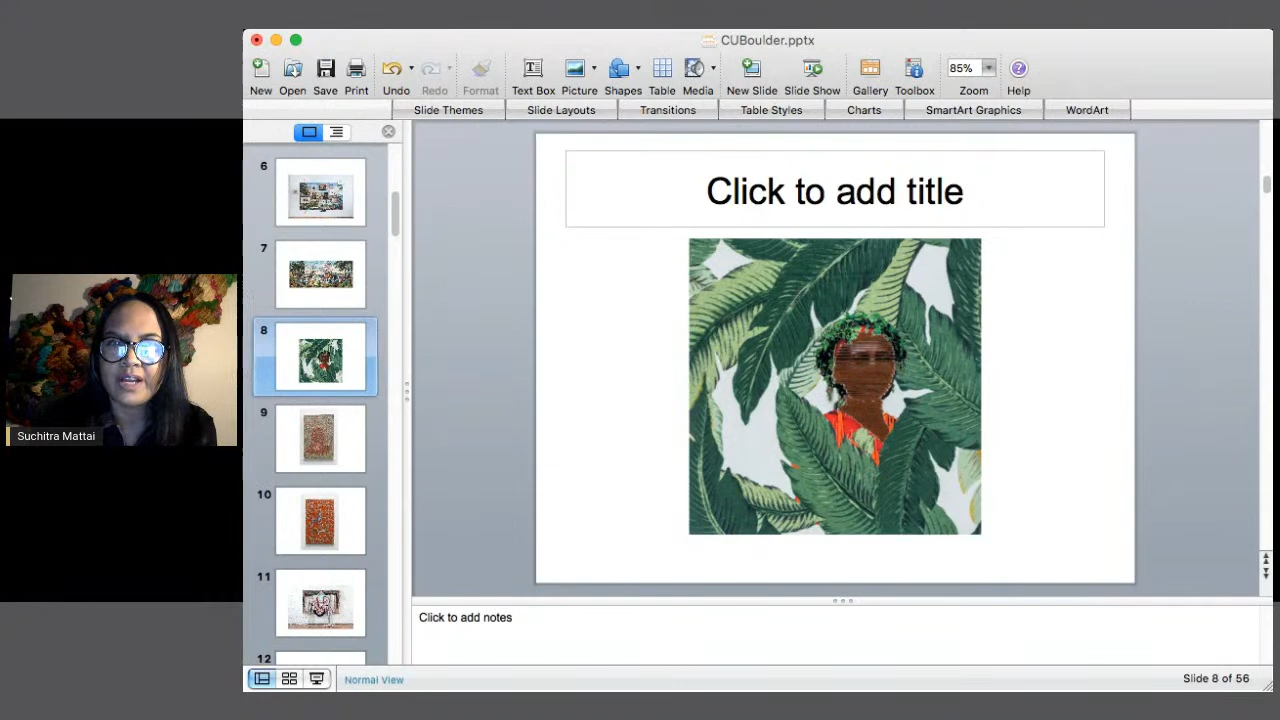 CUBoulder.pptx
New Open Save Print Undo Redo Format Text Box Picture Shapes Table Media New Slide Slide Show Gallery Toolbox Zoom Help
85%
Slide Themes Slide Layouts Transitions Table Styles Charts SmartArt Graphics WordArt
6
7
8
9
10
11
12
Click to add title
Suchitra Mattai
Click to add notes
Normal View
Slide 8 of 56